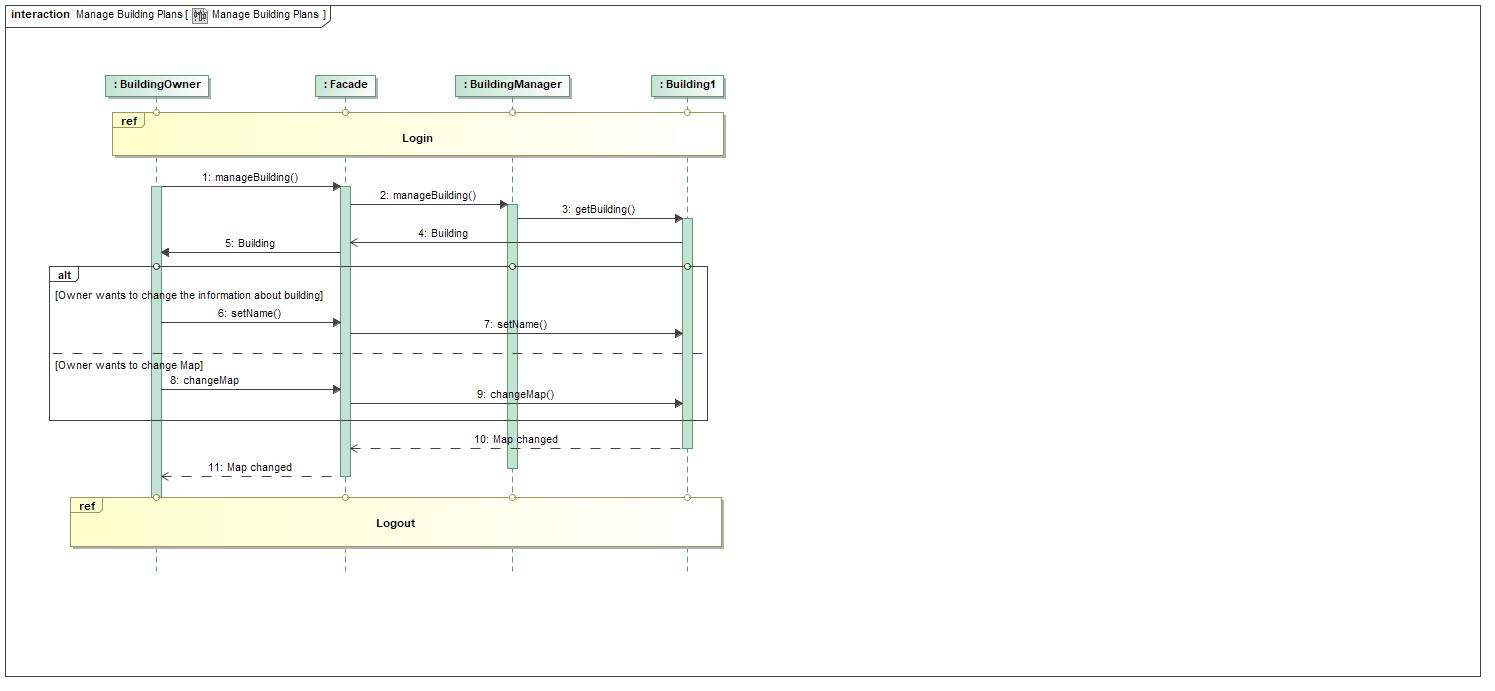 interaction Manage Building Plans [ Manage Building Plans ]
: BuildingOwner
: Facade
: BuildingManager
: Building1
ref
Login
1: manageBuilding()
2: manageBuilding()
3: getBuilding()
4: Building
5: Building
alt
[Owner wants to change the information about building]
6: setName()
7: setName()
[Owner wants to change Map]
8: changeMap
9: changeMap()
10: Map changed
11: Map changed
ref
Logout